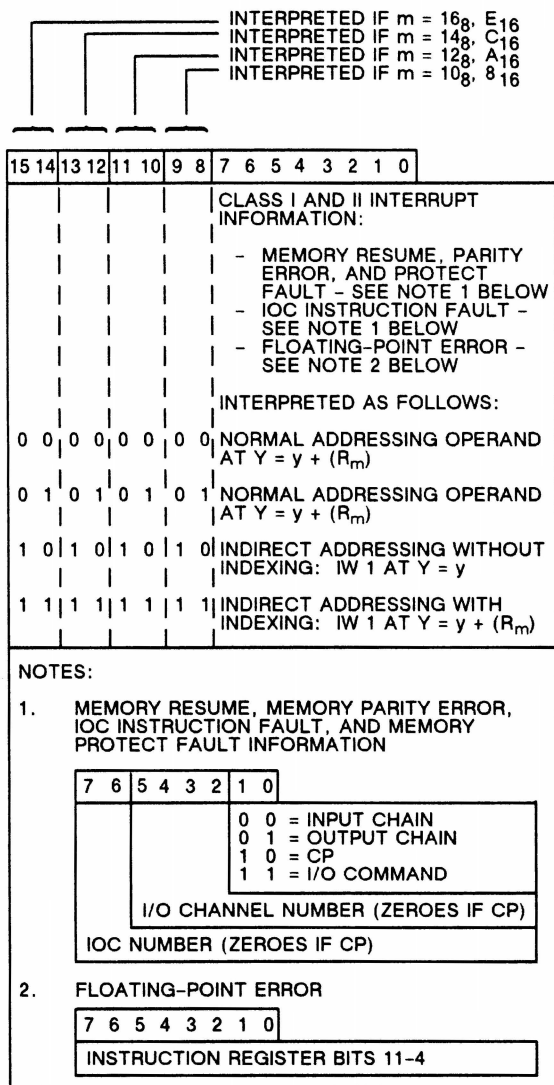 INTERPRETED IF m = 16₈, E₁₆
INTERPRETED IF m = 14₈, C₁₆
INTERPRETED IF m = 12₈, A₁₆
INTERPRETED IF m = 10₈, 8₁₆
15 14 13 12 11 10 9 8 7 6 5 4 3 2 1 0
CLASS I AND II INTERRUPT
INFORMATION:
- MEMORY RESUME, PARITY
ERROR, AND PROTECT
FAULT - SEE NOTE 1 BELOW
- IOC INSTRUCTION FAULT -
SEE NOTE 1 BELOW
- FLOATING-POINT ERROR -
SEE NOTE 2 BELOW
INTERPRETED AS FOLLOWS:
0 0 0 0 0 0 0 0 NORMAL ADDRESSING OPERAND
AT Y = y + (Rₘ)
0 1 0 1 0 1 0 1 NORMAL ADDRESSING OPERAND
AT Y = y + (Rₘ)
1 0 1 0 1 0 1 0 INDIRECT ADDRESSING WITHOUT
INDEXING: IW 1 AT Y = y
1 1 1 1 1 1 1 1 INDIRECT ADDRESSING WITH
INDEXING: IW 1 AT Y = y + (Rₘ)
NOTES:
1. MEMORY RESUME, MEMORY PARITY ERROR,
IOC INSTRUCTION FAULT, AND MEMORY
PROTECT FAULT INFORMATION
7 6 5 4 3 2 1 0
0 0 = INPUT CHAIN
0 1 = OUTPUT CHAIN
1 0 = CP
1 1 = I/O COMMAND
I/O CHANNEL NUMBER (ZEROES IF CP)
IOC NUMBER (ZEROES IF CP)
2. FLOATING-POINT ERROR
7 6 5 4 3 2 1 0
INSTRUCTION REGISTER BITS 11-4